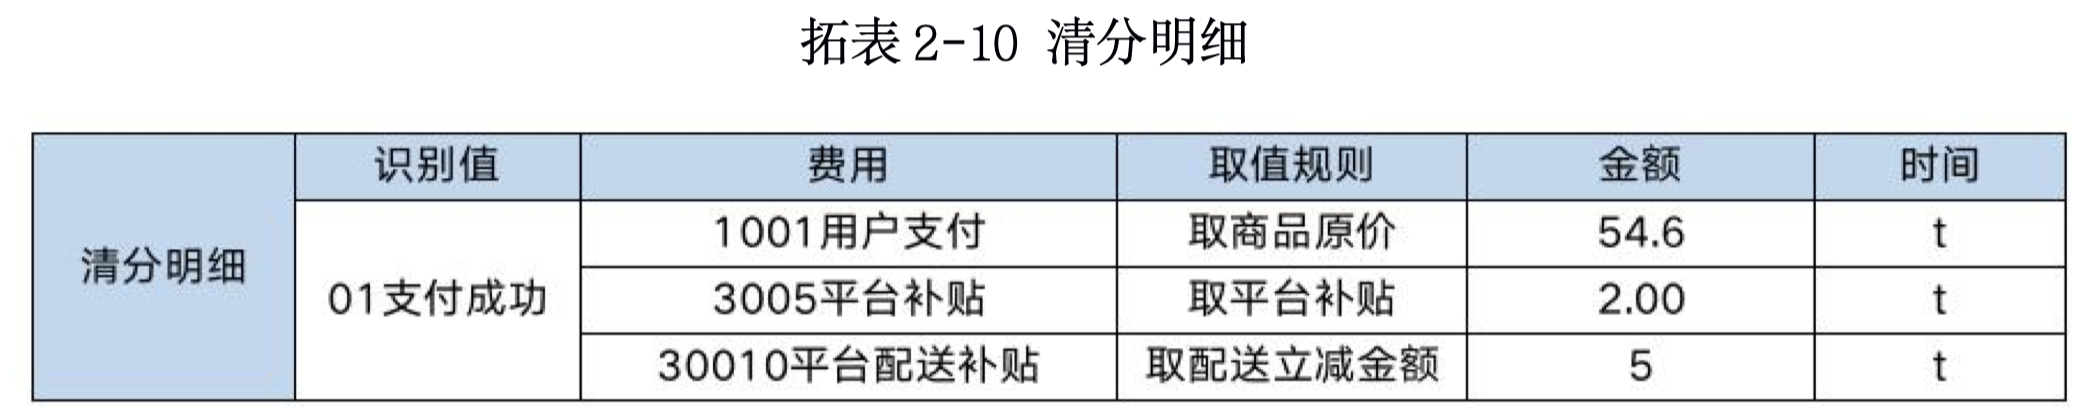 拓表2-10 清分明细
清分明细 识别值 费用 取值规则 金额 时间
01支付成功 1001用户支付 取商品原价 54.6 t
3005平台补贴 取平台补贴 2.00 t
30010平台配送补贴 取配送立减金额 5 t